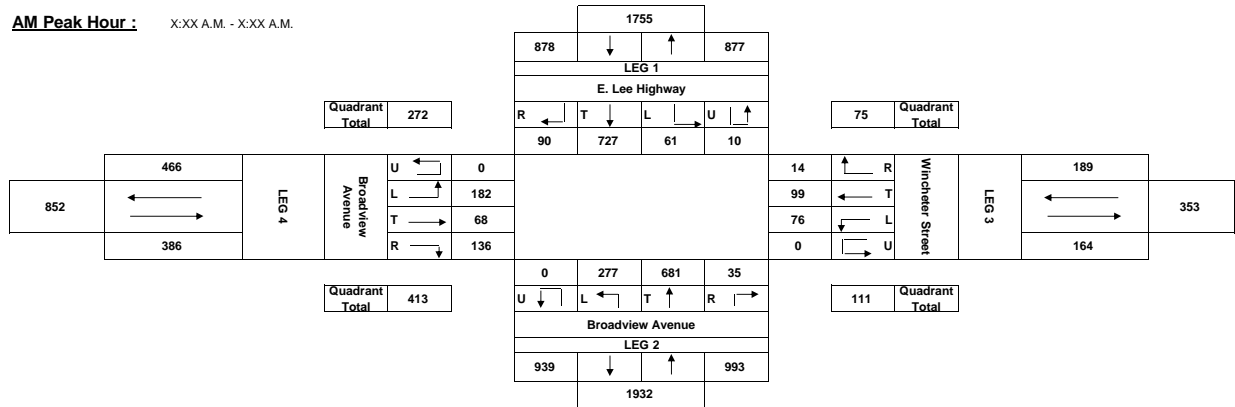 AM Peak Hour : X:XX A.M. - X:XX A.M.
1755
878 877
LEG 1
E. Lee Highway
Quadrant Total 272
R T L U
Quadrant Total 75
90 727 61 10
466 U 0
852 LEG 4 Broadview Avenue L 182
T 68
386 R 136
14 R 189
99 T Wincheter Street LEG 3 353
76 L
0 U 164
0 277 681 35
Quadrant Total 413
U L T R
111 Quadrant Total
Broadview Avenue
LEG 2
939 993
1932